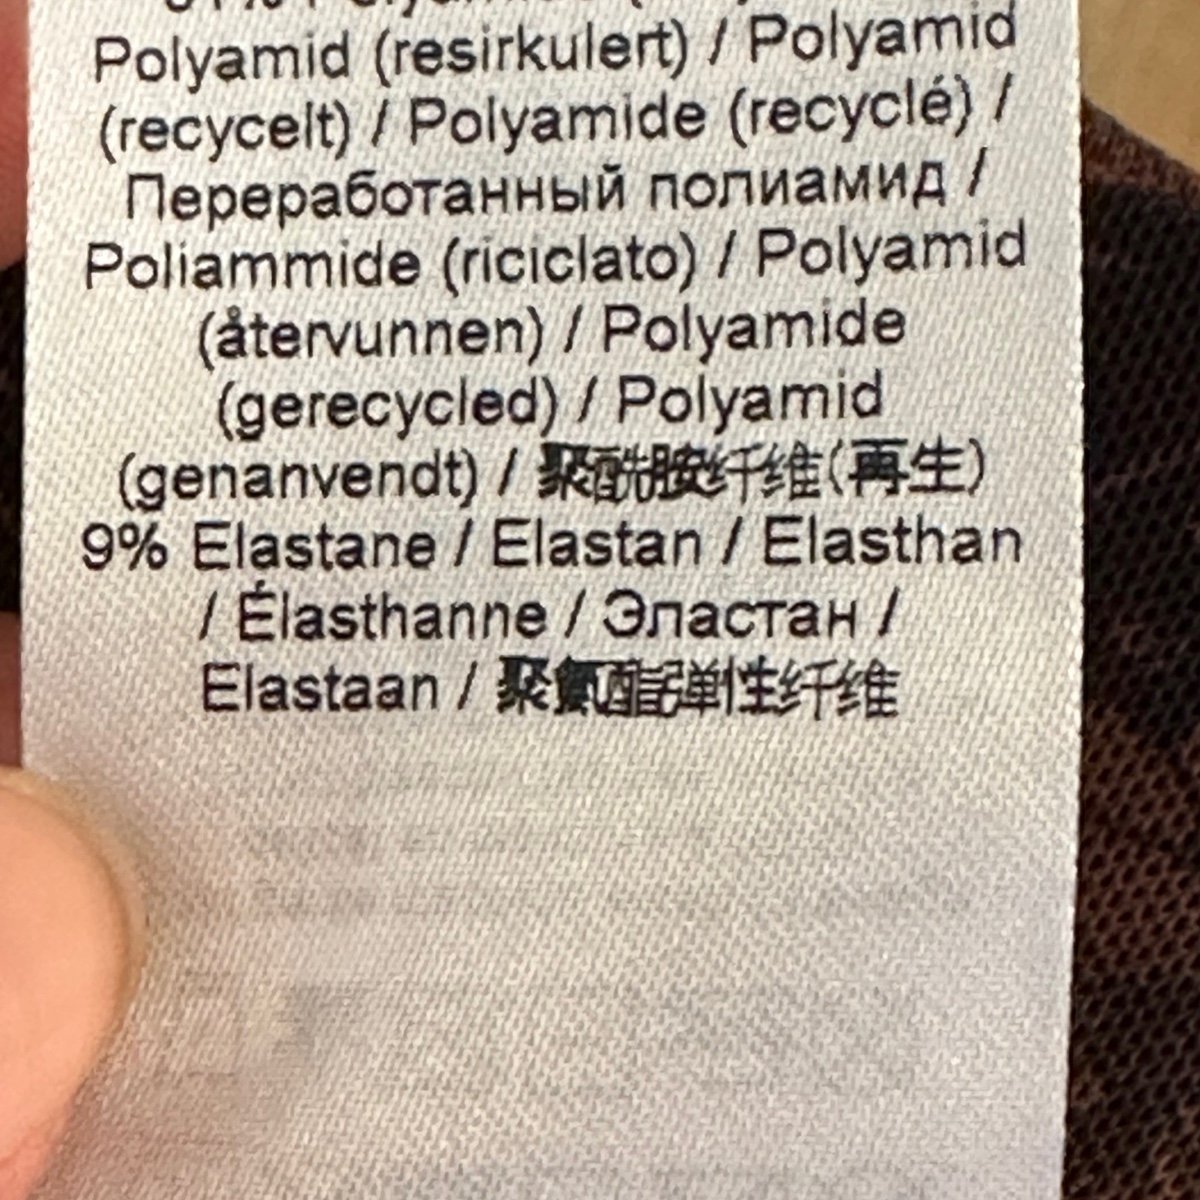 Polyamid (resirkulert) / Polyamid
(recycelt) / Polyamide (recyclé) /
Переработанный полиамид /
Poliammide (riciclato) / Polyamid
(återvunnen) / Polyamide
(gerecycled) / Polyamid
(genanvendt) / 聚酰胺纤维(再生)
9% Elastane / Elastan / Elasthan
/ Élasthanne / Эластан /
Elastaan / 聚氨酯弹性纤维